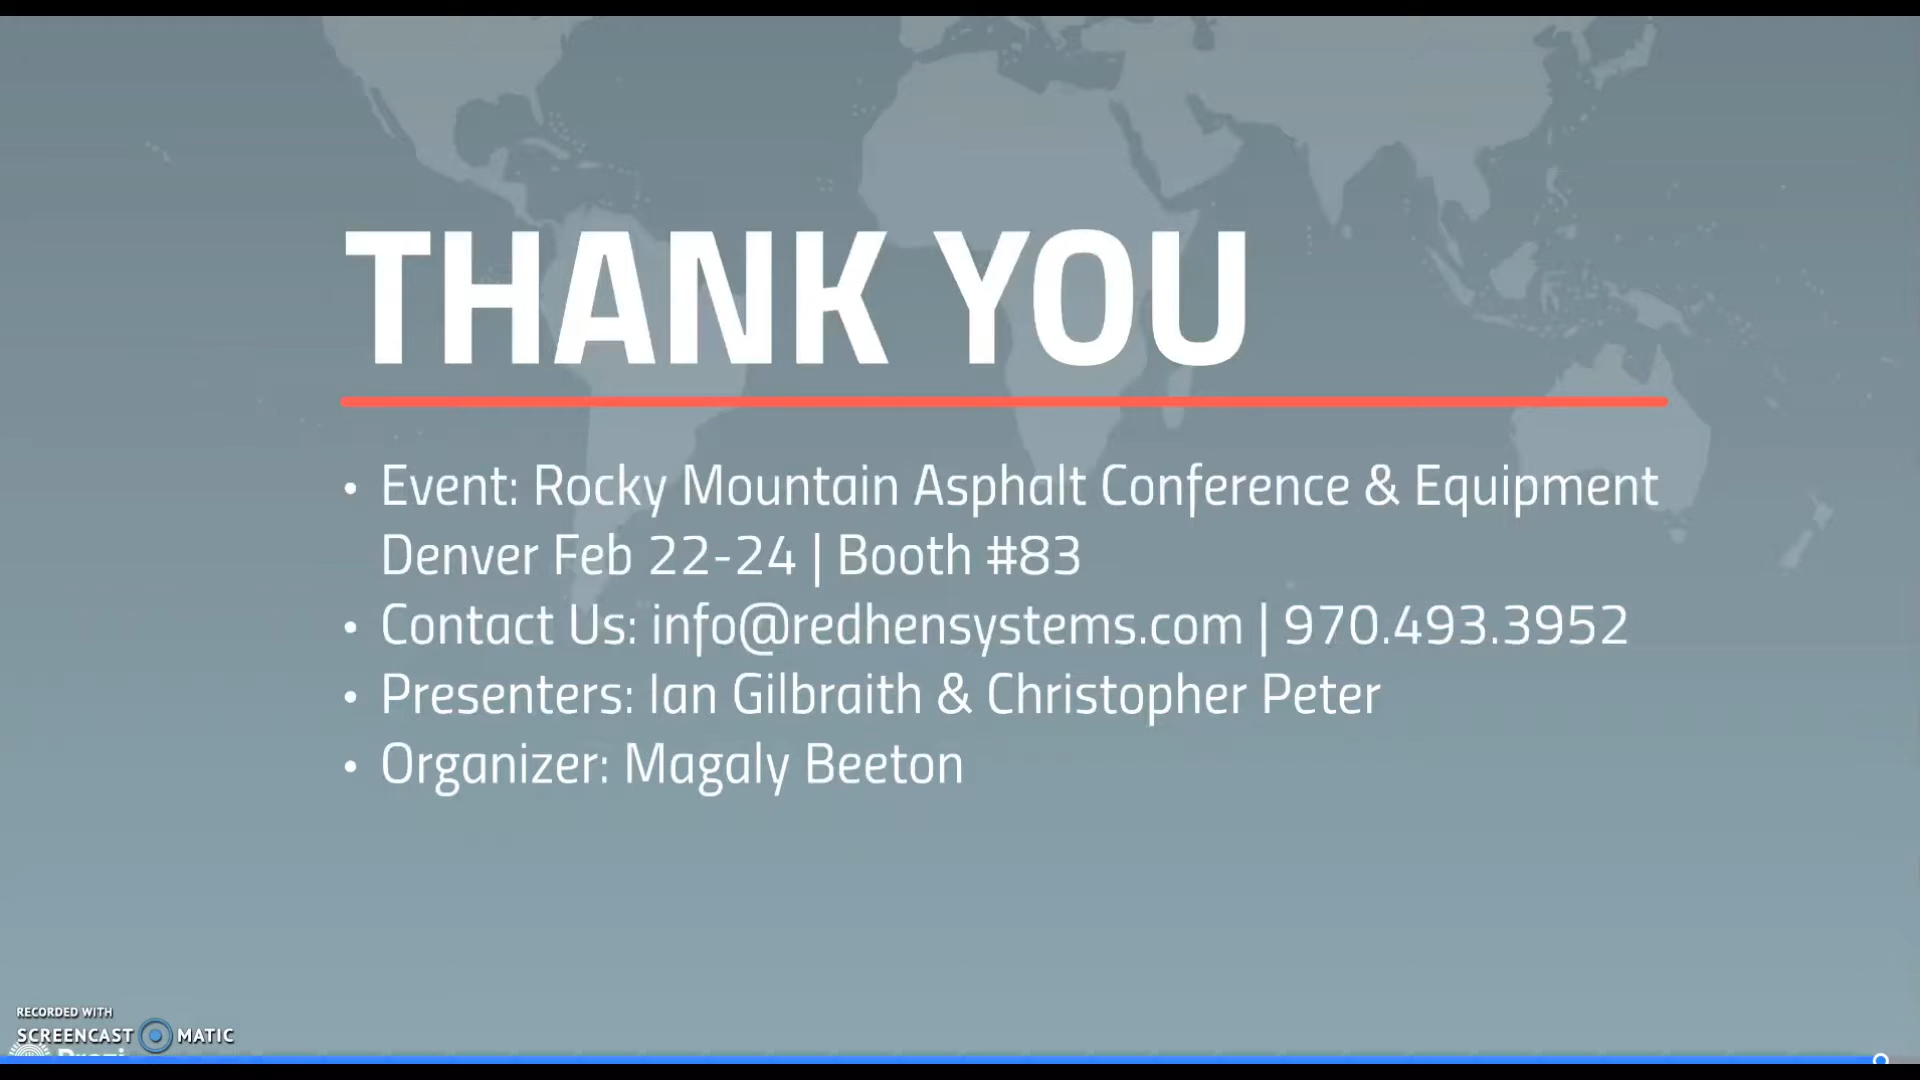 THANK YOU
• Event: Rocky Mountain Asphalt Conference & Equipment
Denver Feb 22-24 | Booth #83
• Contact Us: info@redhensystems.com | 970.493.3952
• Presenters: Ian Gilbraith & Christopher Peter
• Organizer: Magaly Beeton
RECORDED WITH
SCREENCAST MATIC
Prezi